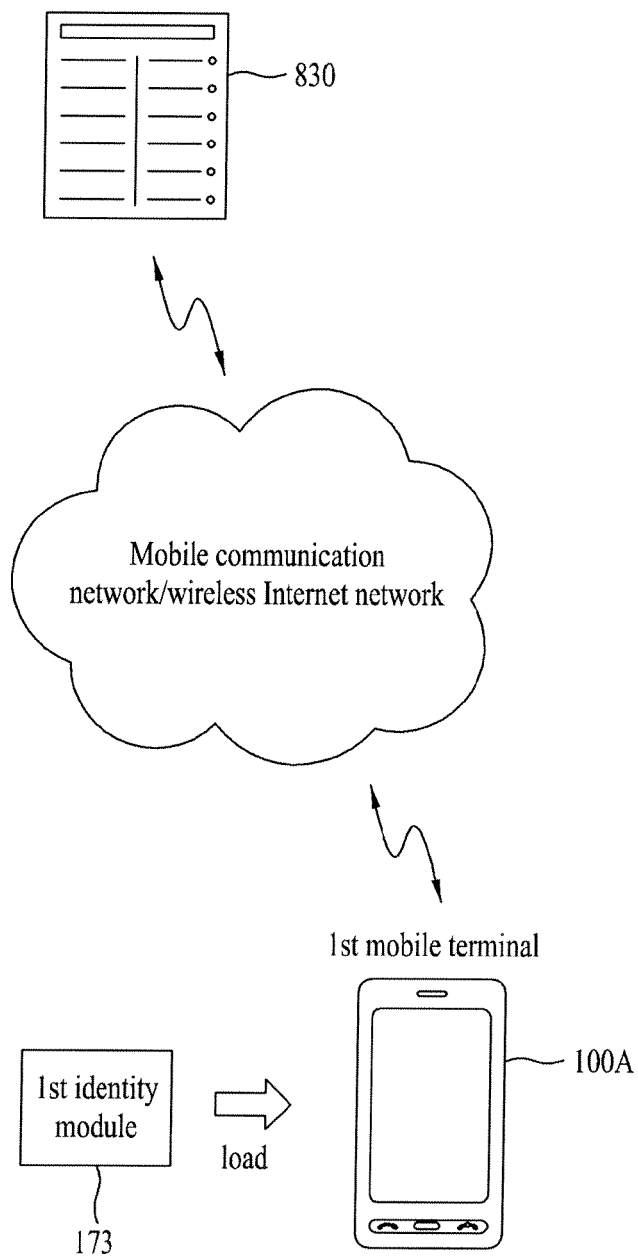 830
Mobile communication
network/wireless Internet network
1st mobile terminal
100A
1st identity
module
load
173